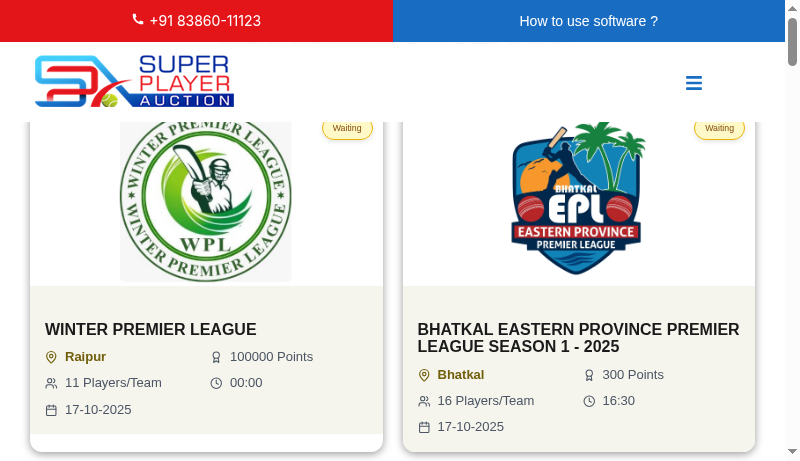 +91 83860-11123
How to use software ?
SUPER
PLAYER
AUCTION
Waiting
WINTER PREMIER LEAGUE
WPL
WINTER PREMIER LEAGUE
WINTER PREMIER LEAGUE
Raipur
100000 Points
11 Players/Team
00:00
17-10-2025
Waiting
BHATKAL
EPL
EASTERN PROVINCE
PREMIER LEAGUE
BHATKAL EASTERN PROVINCE PREMIER
LEAGUE SEASON 1 - 2025
Bhatkal
300 Points
16 Players/Team
16:30
17-10-2025